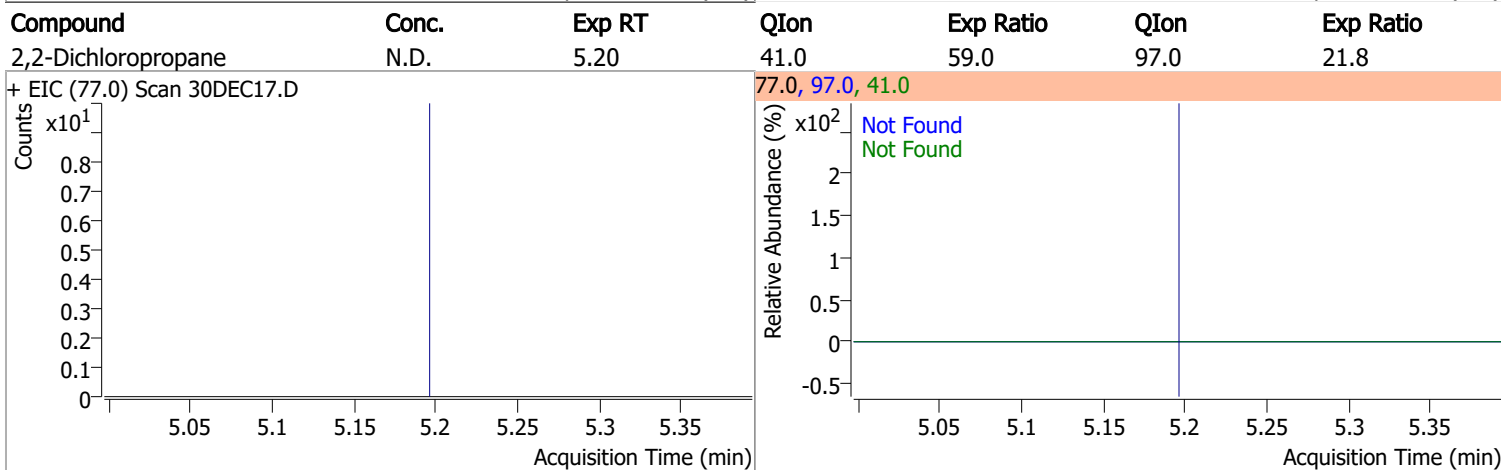 Compound Conc. Exp RT QIon Exp Ratio QIon Exp Ratio
2,2-Dichloropropane N.D. 5.20 41.0 59.0 97.0 21.8
+ EIC (77.0) Scan 30DEC17.D
Counts
x10¹
0.8
0.7
0.6
0.5
0.4
0.3
0.2
0.1
0
5.05 5.1 5.15 5.2 5.25 5.3 5.35
Acquisition Time (min)
77.0, 97.0, 41.0
Relative Abundance (%)
x10²
Not Found
Not Found
2
1.5
1
0.5
0
-0.5
5.05 5.1 5.15 5.2 5.25 5.3 5.35
Acquisition Time (min)